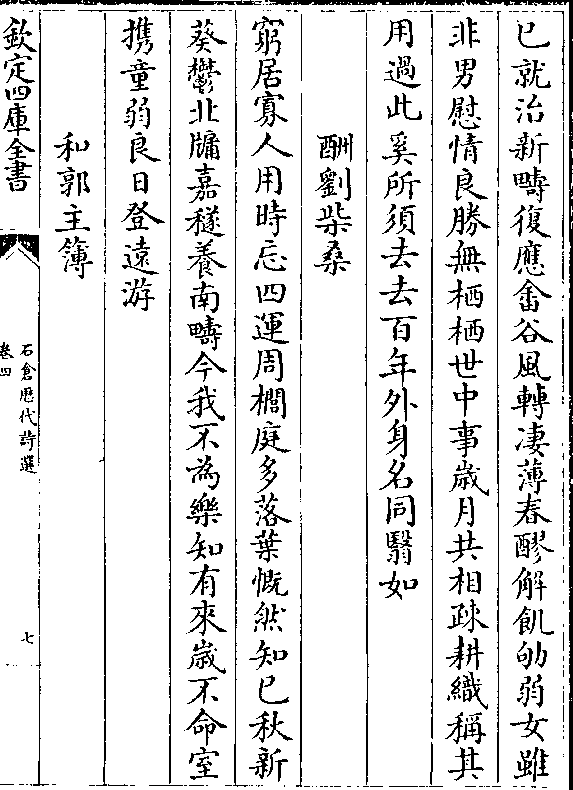 已就治新疇復應畬谷風轉凄薄春醪解飢劬弱女雖
非男慰情良勝無栖栖世中事歲月共相疎耕織稱其
用過此奚所須去去百年外身名同翳如
酬劉柴桑
窮居寡人用時忘四運周櫩庭多落葉慨然知已秋新
葵鬱北牖嘉穟養南疇今我不為樂知有來歲不命室
携童弱良日登遠游
和郭主簿
欽定四庫全書
石倉歷代詩選
卷四
七